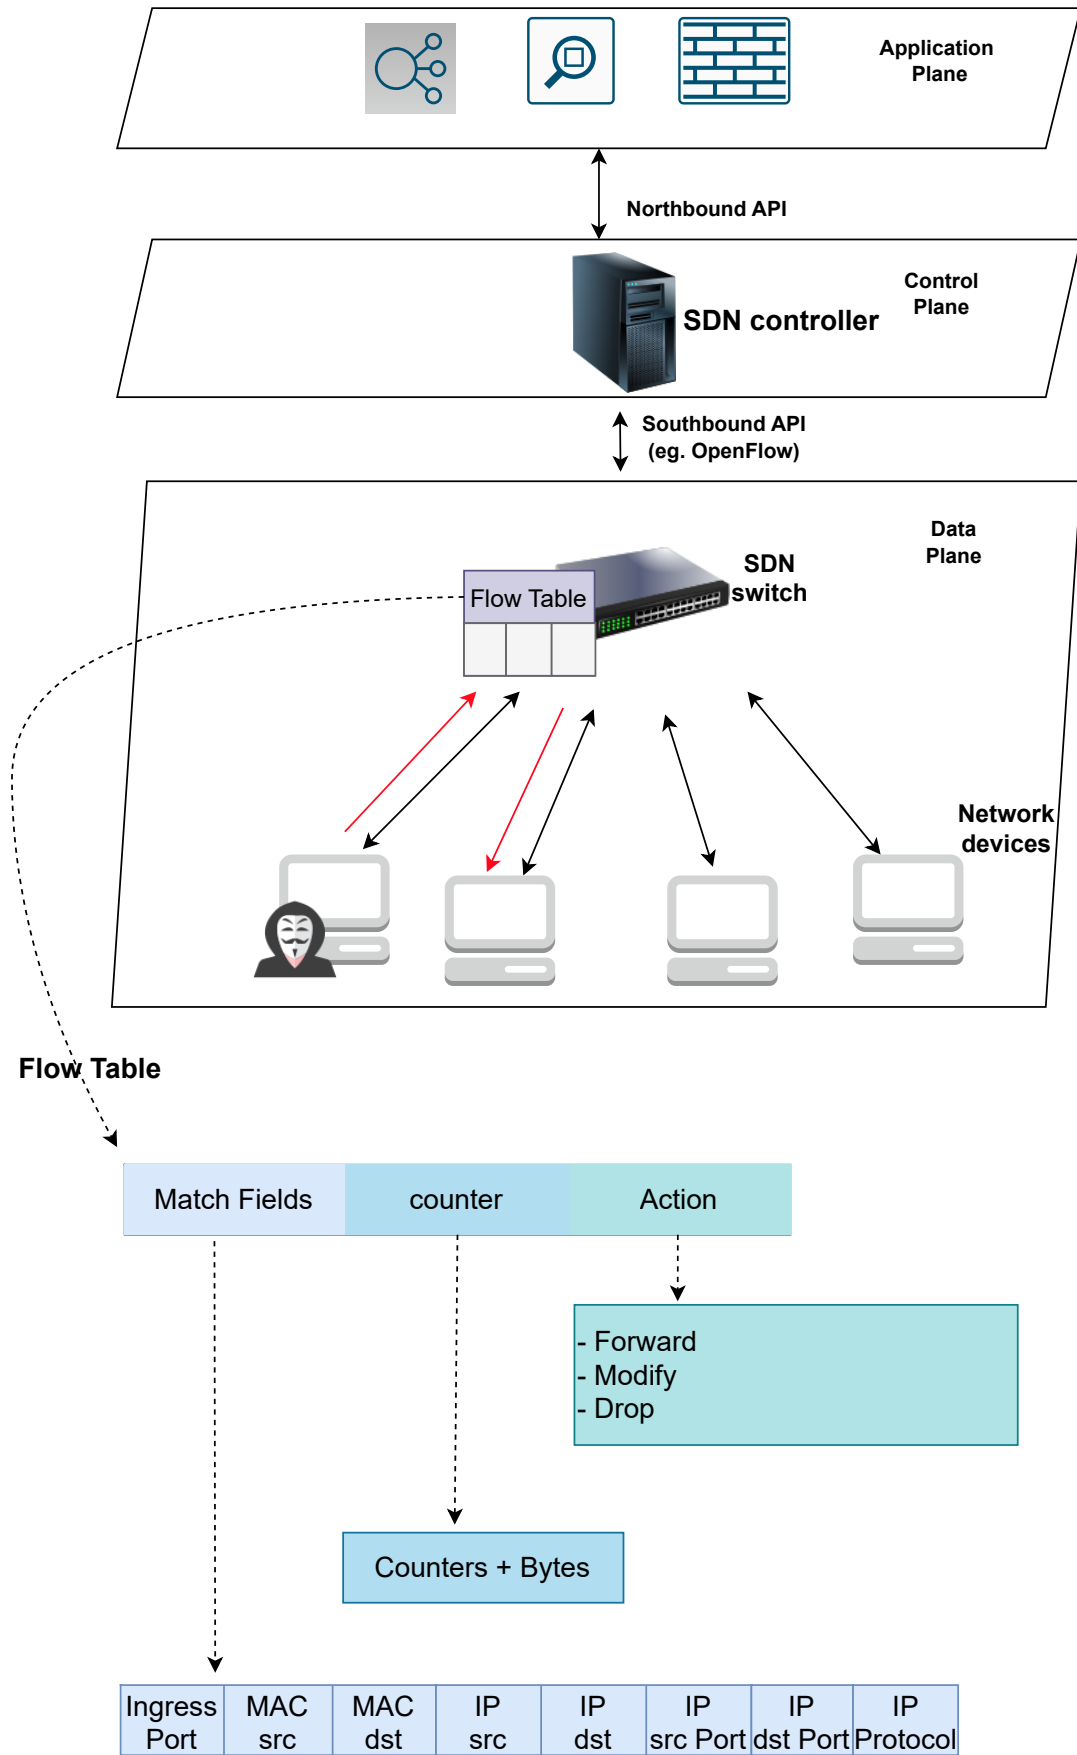 Application
Plane
Northbound API
Control
Plane
SDN controller
Southbound API
(eg. OpenFlow)
Data
Plane
SDN
switch
Flow Table
Network
devices
Flow Table
Match Fields
counter
Action
- Forward
- Modify
- Drop
Counters + Bytes
Ingress
Port
MAC
src
MAC
dst
IP
src
IP
dst
IP
src Port
IP
dst Port
IP
Protocol